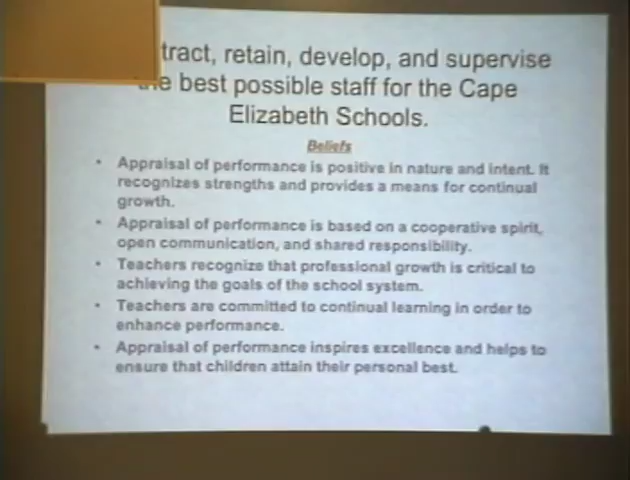 tract, retain, develop, and supervise
the best possible staff for the Cape
Elizabeth Schools.
Beliefs
• Appraisal of performance is positive in nature and intent. It
recognizes strengths and provides a means for continual
growth.
• Appraisal of performance is based on a cooperative spirit,
open communication, and shared responsibility.
• Teachers recognize that professional growth is critical to
achieving the goals of the school system.
• Teachers are committed to continual learning in order to
enhance performance.
• Appraisal of performance inspires excellence and helps to
ensure that children attain their personal best.